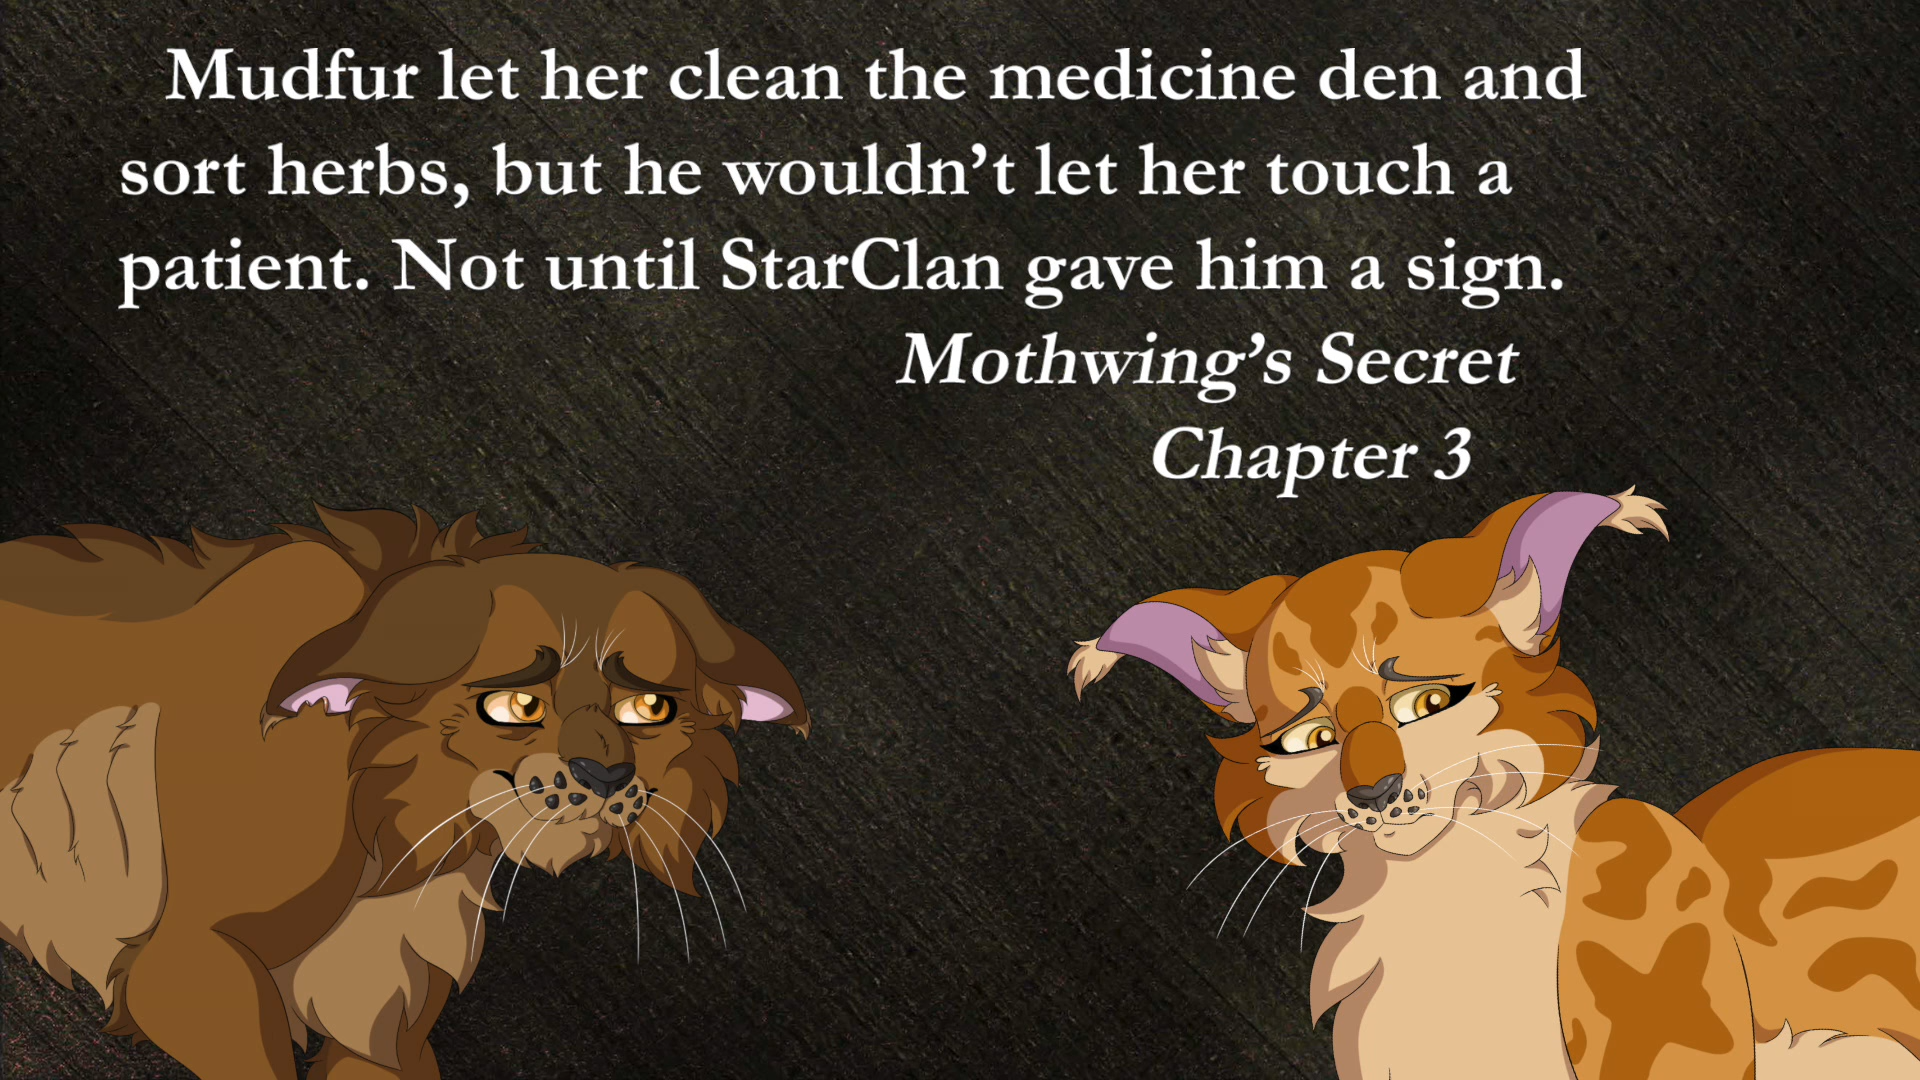 Mudfur let her clean the medicine den and
sort herbs, but he wouldn’t let her touch a
patient. Not until StarClan gave him a sign.
Mothwing’s Secret
Chapter 3